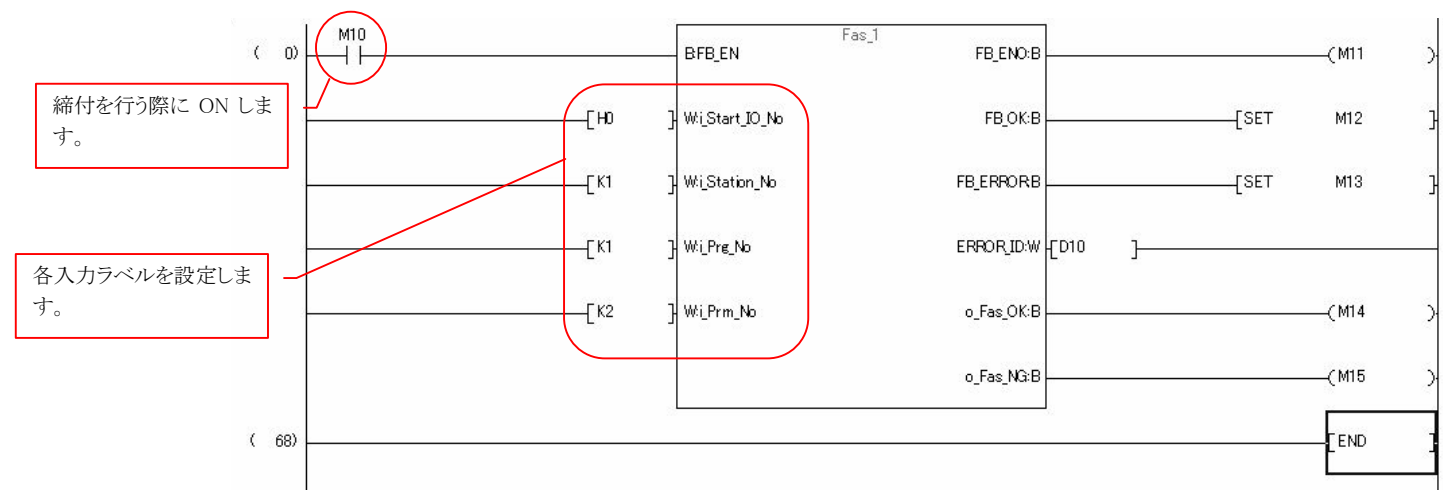 Fas_1
M10
( 0) B:FB_EN FB_ENO:B (M11 )
締付を行う際に ON しま
す。
[H0 ] W:i_Start_IO_No FB_OK:B [SET M12 ]
[K1 ] W:i_Station_No FB_ERROR:B [SET M13 ]
[K1 ] W:i_Prg_No ERROR_ID:W [D10 ]
各入力ラベルを設定しま
す。
[K2 ] W:i_Prm_No o_Fas_OK:B (M14 )
o_Fas_NG:B (M15 )
( 68) [END ]